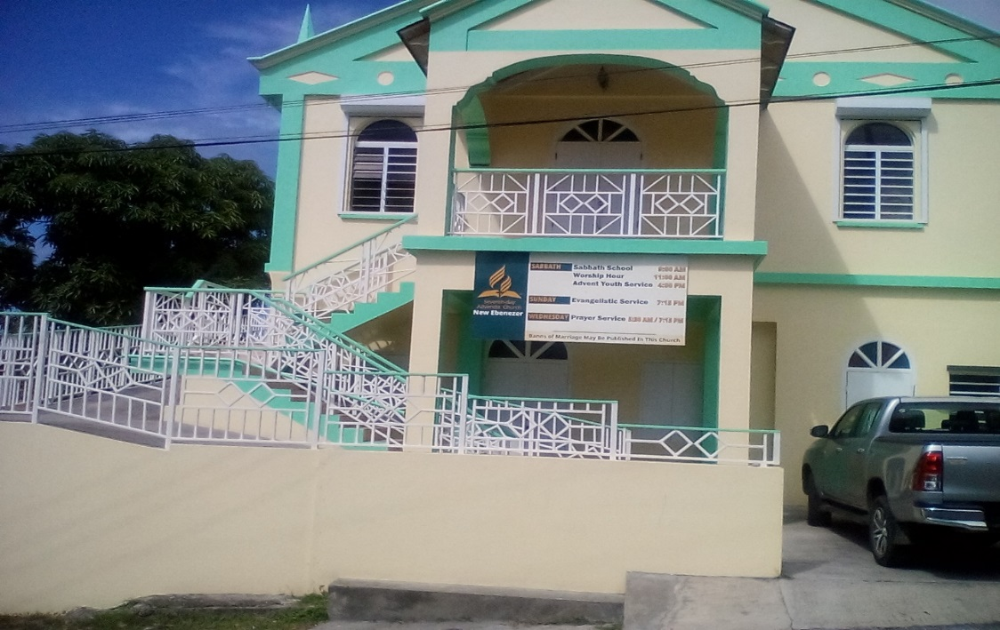 Seventh-day
Adventist Church
New Ebenezer
SABBATH Sabbath School 9:00 AM
Worship Hour 11:00 AM
Advent Youth Service 4:00 PM
SUNDAY Evangelistic Service 7:15 PM
WEDNESDAY Prayer Service 5:30 AM / 7:15 PM
Banns of Marriage May Be Published In This Church